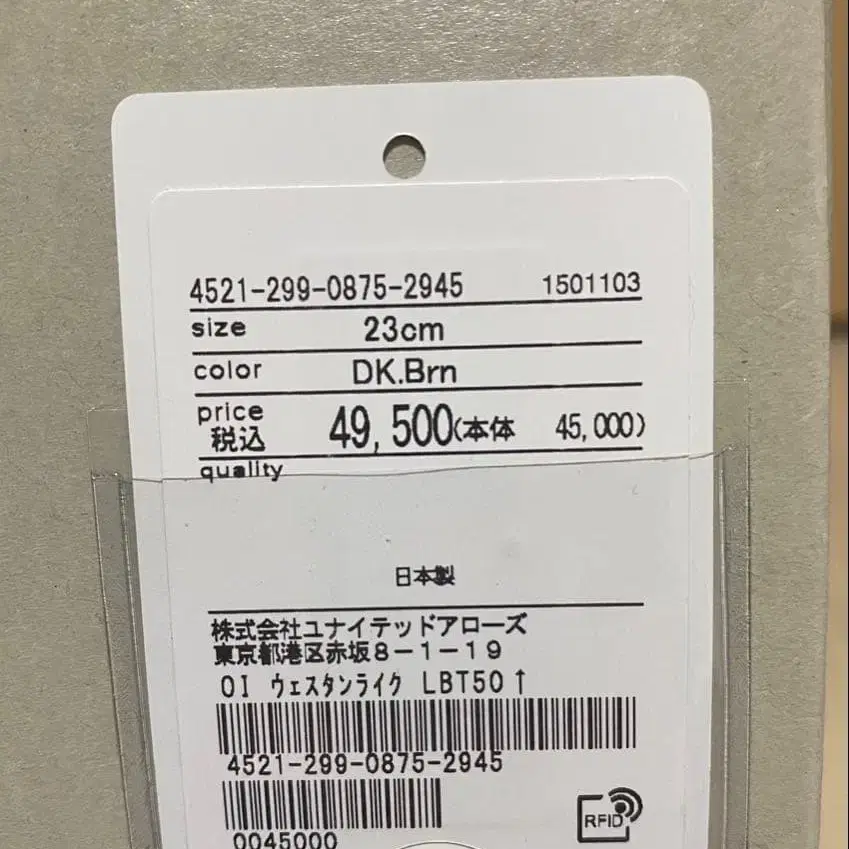 4521-299-0875-2945 1501103
size 23cm
color DK.Brn
price
税込 49,500(本体 45,000)
quality
日本製
株式会社ユナイテッドアローズ
東京都港区赤坂8-1-19
OI ウェスタンライク LBT50↑
4521-299-0875-2945
0045000
RFID